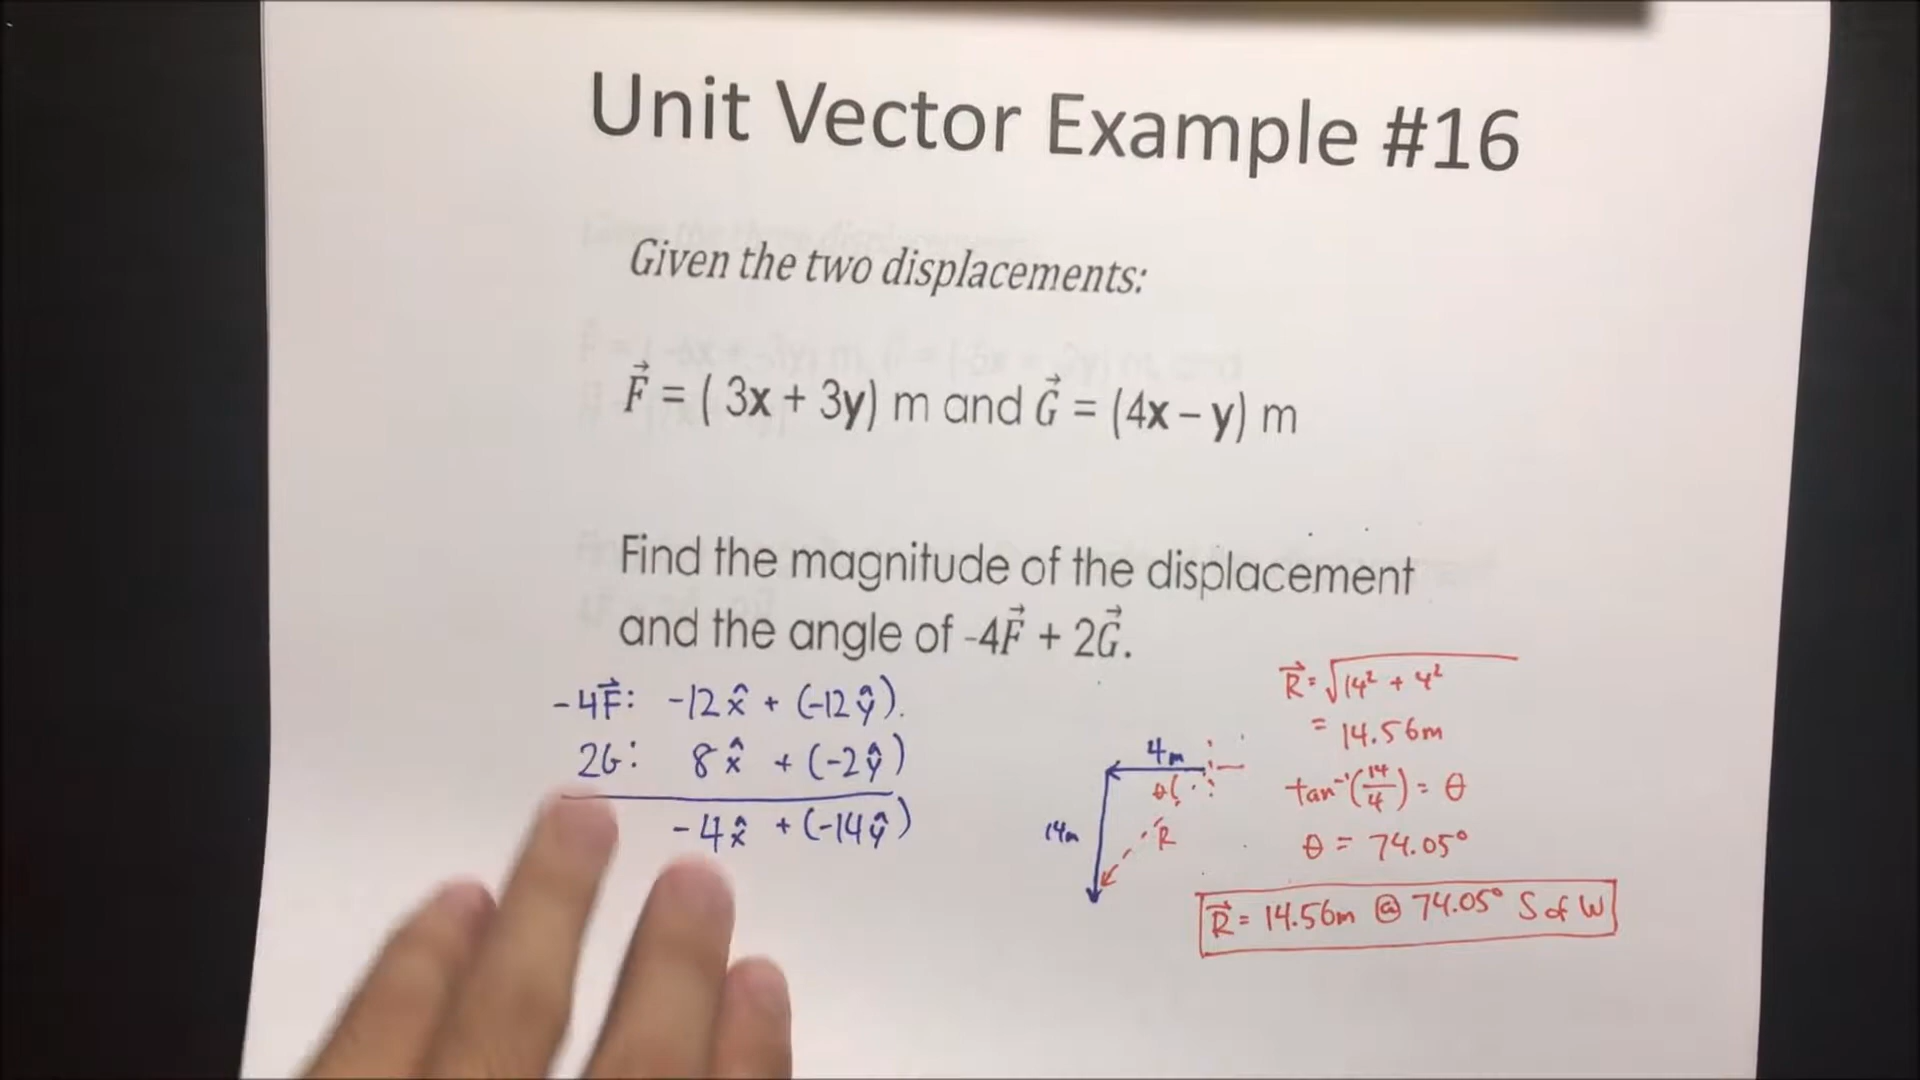 Unit Vector Example #16
Given the two displacements:
F⃗ = ( 3x + 3y) m and G⃗ = (4x – y) m
Find the magnitude of the displacement
and the angle of -4F⃗ + 2G⃗.
-4F⃗: -12x̂ + (-12ŷ).
2G: 8x̂ + (-2ŷ)
-4x̂ + (-14ŷ)
4m
θ
14m
R
R⃗ = √14² + 4²
= 14.56m
tan⁻¹(14/4) = θ
θ = 74.05°
R⃗ = 14.56m @ 74.05° S of W